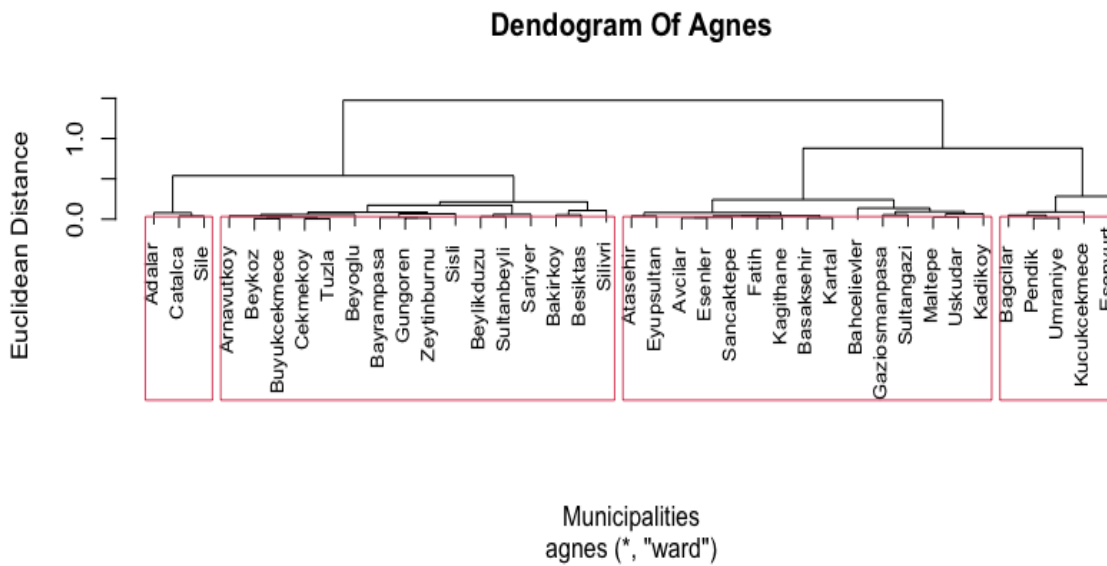 Dendogram Of Agnes
Euclidean Distance
1.0
0.0
Adalar
Catalca
Sile
Arnavutkoy
Beykoz
Buyukcekmece
Cekmekoy
Tuzla
Beyoglu
Bayrampasa
Gungoren
Zeytinburnu
Sisli
Beylikduzu
Sultanbeyli
Sariyer
Bakirkoy
Besiktas
Silivri
Atasehir
Eyupsultan
Avcilar
Esenler
Sancaktepe
Fatih
Kagithane
Basaksehir
Kartal
Bahcelievler
Gaziosmanpasa
Sultangazi
Maltepe
Uskudar
Kadikoy
Bagcilar
Pendik
Umraniye
Kucukcekmece
Esenyurt
Municipalities
agnes (*, "ward")